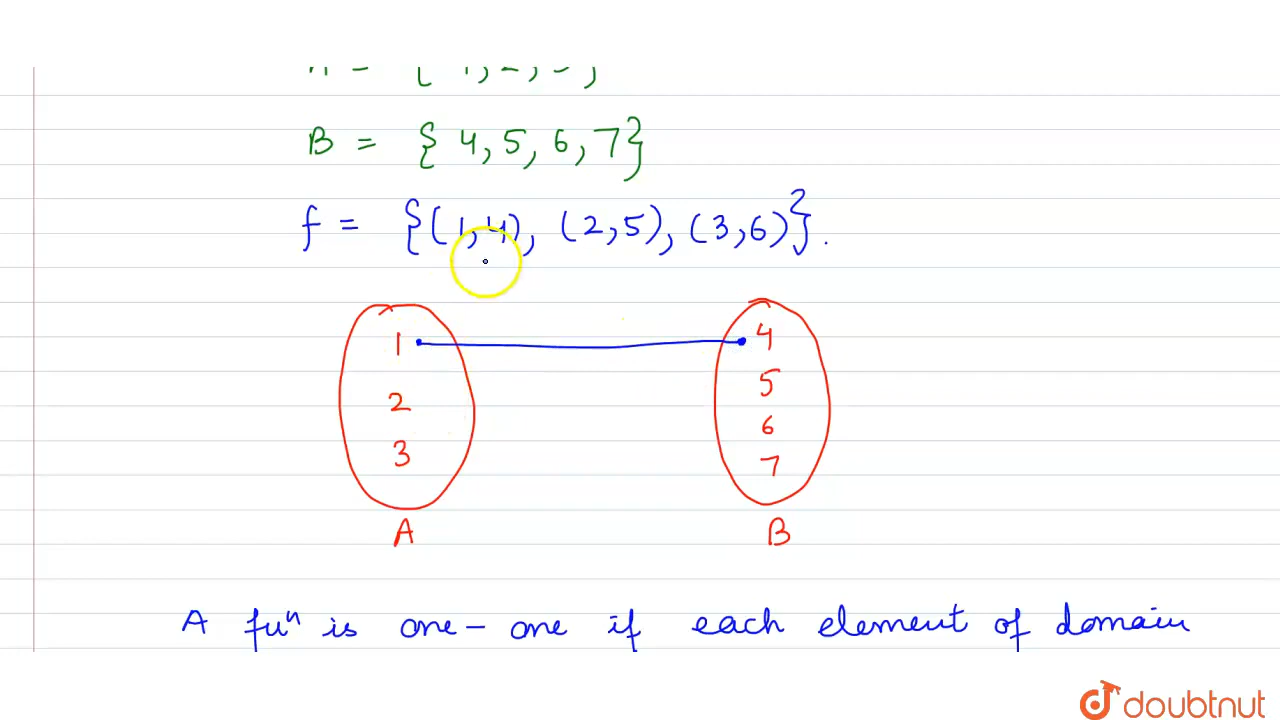 B = { 4, 5, 6, 7}
f = {(1,4), (2,5), (3,6)}.
1 4
2 5
3 6
7
A B
A fuⁿ is one-one if each element of domain
doubtnut